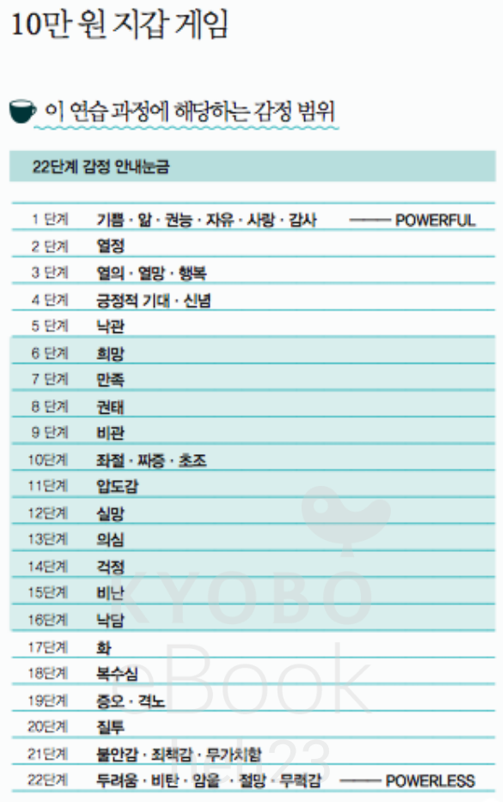 10만 원 지갑 게임
이 연습 과정에 해당하는 감정 범위
22단계 감정 안내눈금
1 단계 기쁨 · 앎 · 권능 · 자유 · 사랑 · 감사 ─── POWERFUL
2 단계 열정
3 단계 열의 · 열망 · 행복
4 단계 긍정적 기대 · 신념
5 단계 낙관
6 단계 희망
7 단계 만족
8 단계 권태
9 단계 비관
10단계 좌절 · 짜증 · 초조
11단계 압도감
12단계 실망
13단계 의심
14단계 걱정
15단계 비난
16단계 낙담
17단계 화
18단계 복수심
19단계 증오 · 격노
20단계 질투
21단계 불안감 · 죄책감 · 무가치함
22단계 두려움 · 비탄 · 암울 · 절망 · 무력감 ─── POWERLESS
KYOBO
eBook